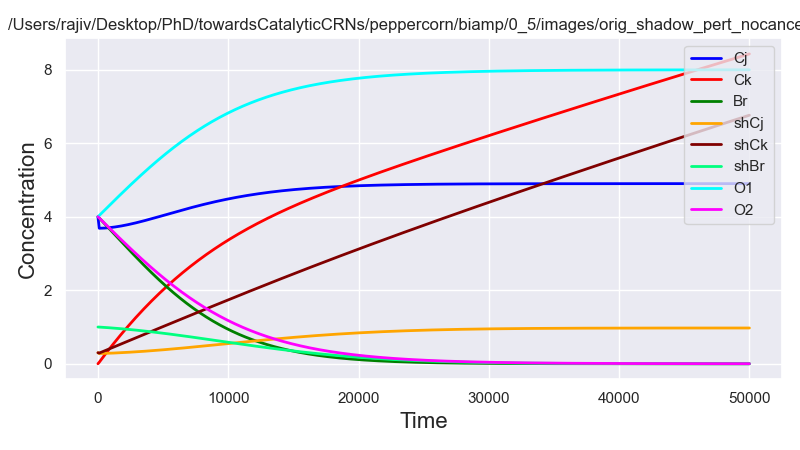 /Users/rajiv/Desktop/PhD/towardsCatalyticCRNs/peppercorn/biamp/0_5/images/orig_shadow_pert_nocance
Concentration
8
6
4
2
0
0
10000
20000
30000
40000
50000
Time
Cj
Ck
Br
shCj
shCk
shBr
O1
O2